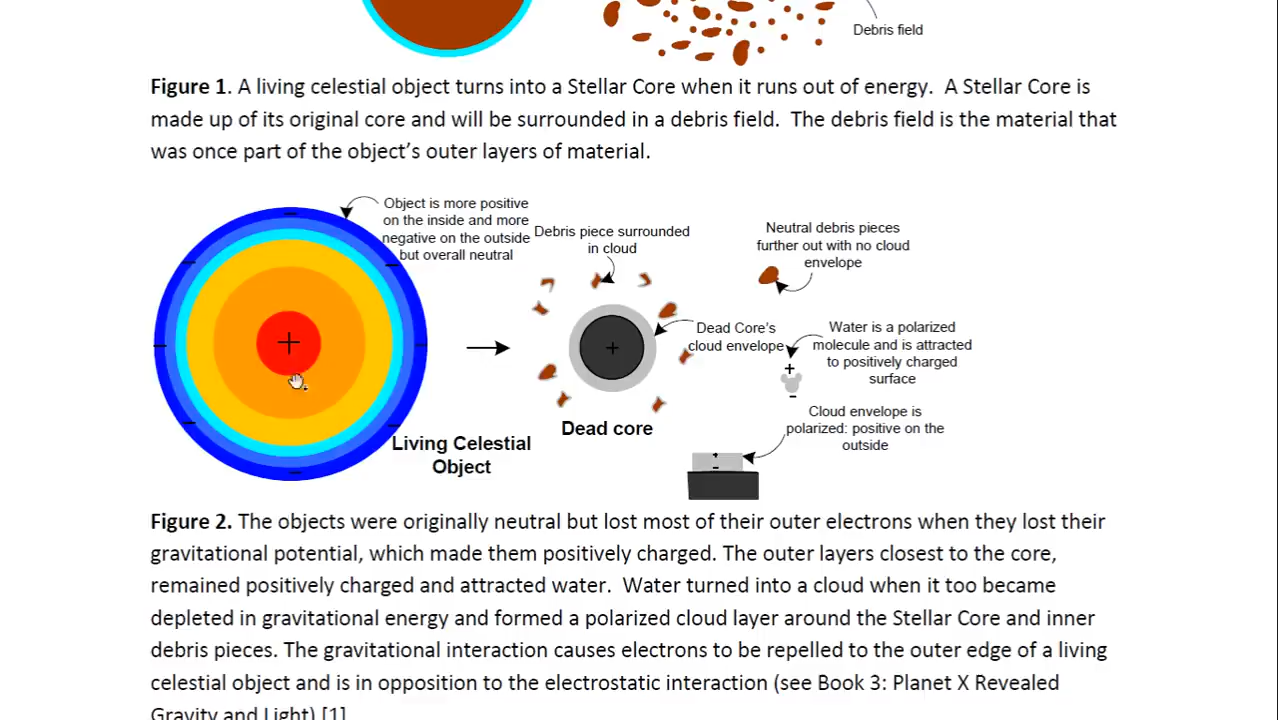 Debris field
Figure 1. A living celestial object turns into a Stellar Core when it runs out of energy.  A Stellar Core is
made up of its original core and will be surrounded in a debris field.  The debris field is the material that
was once part of the object’s outer layers of material.
Object is more positive
on the inside and more
negative on the outside
but overall neutral
Debris piece surrounded
in cloud
Neutral debris pieces
further out with no cloud
envelope
+
+
Dead Core's
cloud envelope
Water is a polarized
molecule and is attracted
to positively charged
surface
+
-
Cloud envelope is
polarized: positive on the
outside
+
-
Living Celestial
Object
Dead core
Figure 2. The objects were originally neutral but lost most of their outer electrons when they lost their
gravitational potential, which made them positively charged. The outer layers closest to the core,
remained positively charged and attracted water.  Water turned into a cloud when it too became
depleted in gravitational energy and formed a polarized cloud layer around the Stellar Core and inner
debris pieces. The gravitational interaction causes electrons to be repelled to the outer edge of a living
celestial object and is in opposition to the electrostatic interaction (see Book 3: Planet X Revealed
Gravity and Light) [1]